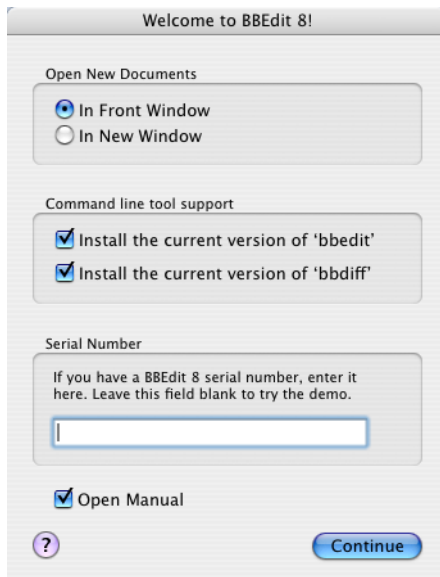 Welcome to BBEdit 8!
Open New Documents
In Front Window
In New Window
Command line tool support
Install the current version of ‘bbedit’
Install the current version of ‘bbdiff’
Serial Number
If you have a BBEdit 8 serial number, enter it
here. Leave this field blank to try the demo.
Open Manual
?
Continue